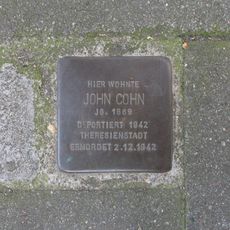 HIER WOHNTE
JOHN COHN
JG. 1869
DEPORTIERT 1942
THERESIENSTADT
ERMORDET 2.12.1942